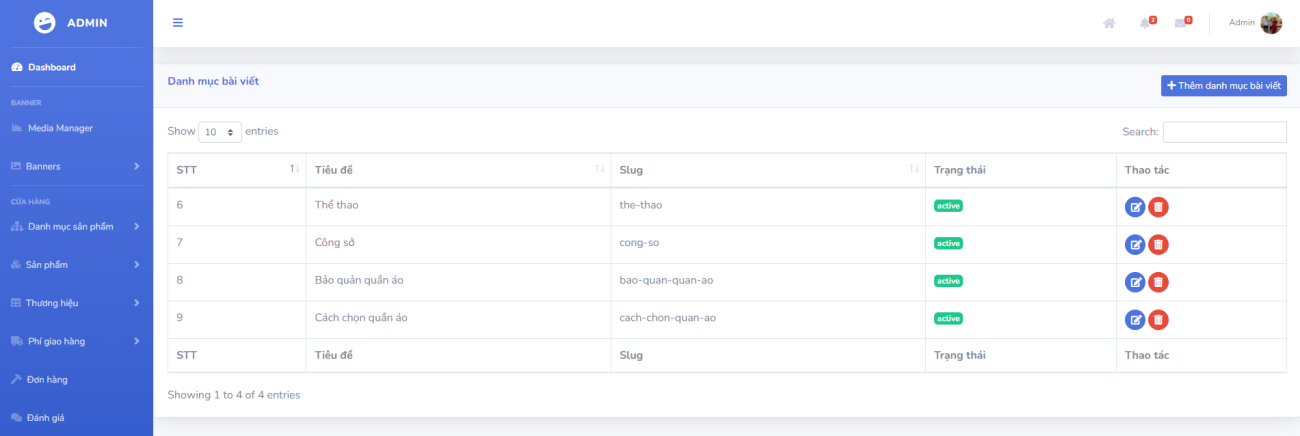 ADMIN
2
0
Admin
Dashboard
Danh mục bài viết
Thêm danh mục bài viết
BANNER
Media Manager
Banners
CỬA HÀNG
Danh mục sản phẩm
Sản phẩm
Thương hiệu
Phí giao hàng
Đơn hàng
Đánh giá
Show 10 entries
Search:
STT Tiêu đề Slug Trạng thái Thao tác
6 Thể thao the-thao active
7 Công sở cong-so active
8 Bảo quản quần áo bao-quan-quan-ao active
9 Cách chọn quần áo cach-chon-quan-ao active
STT Tiêu đề Slug Trạng thái Thao tác
Showing 1 to 4 of 4 entries